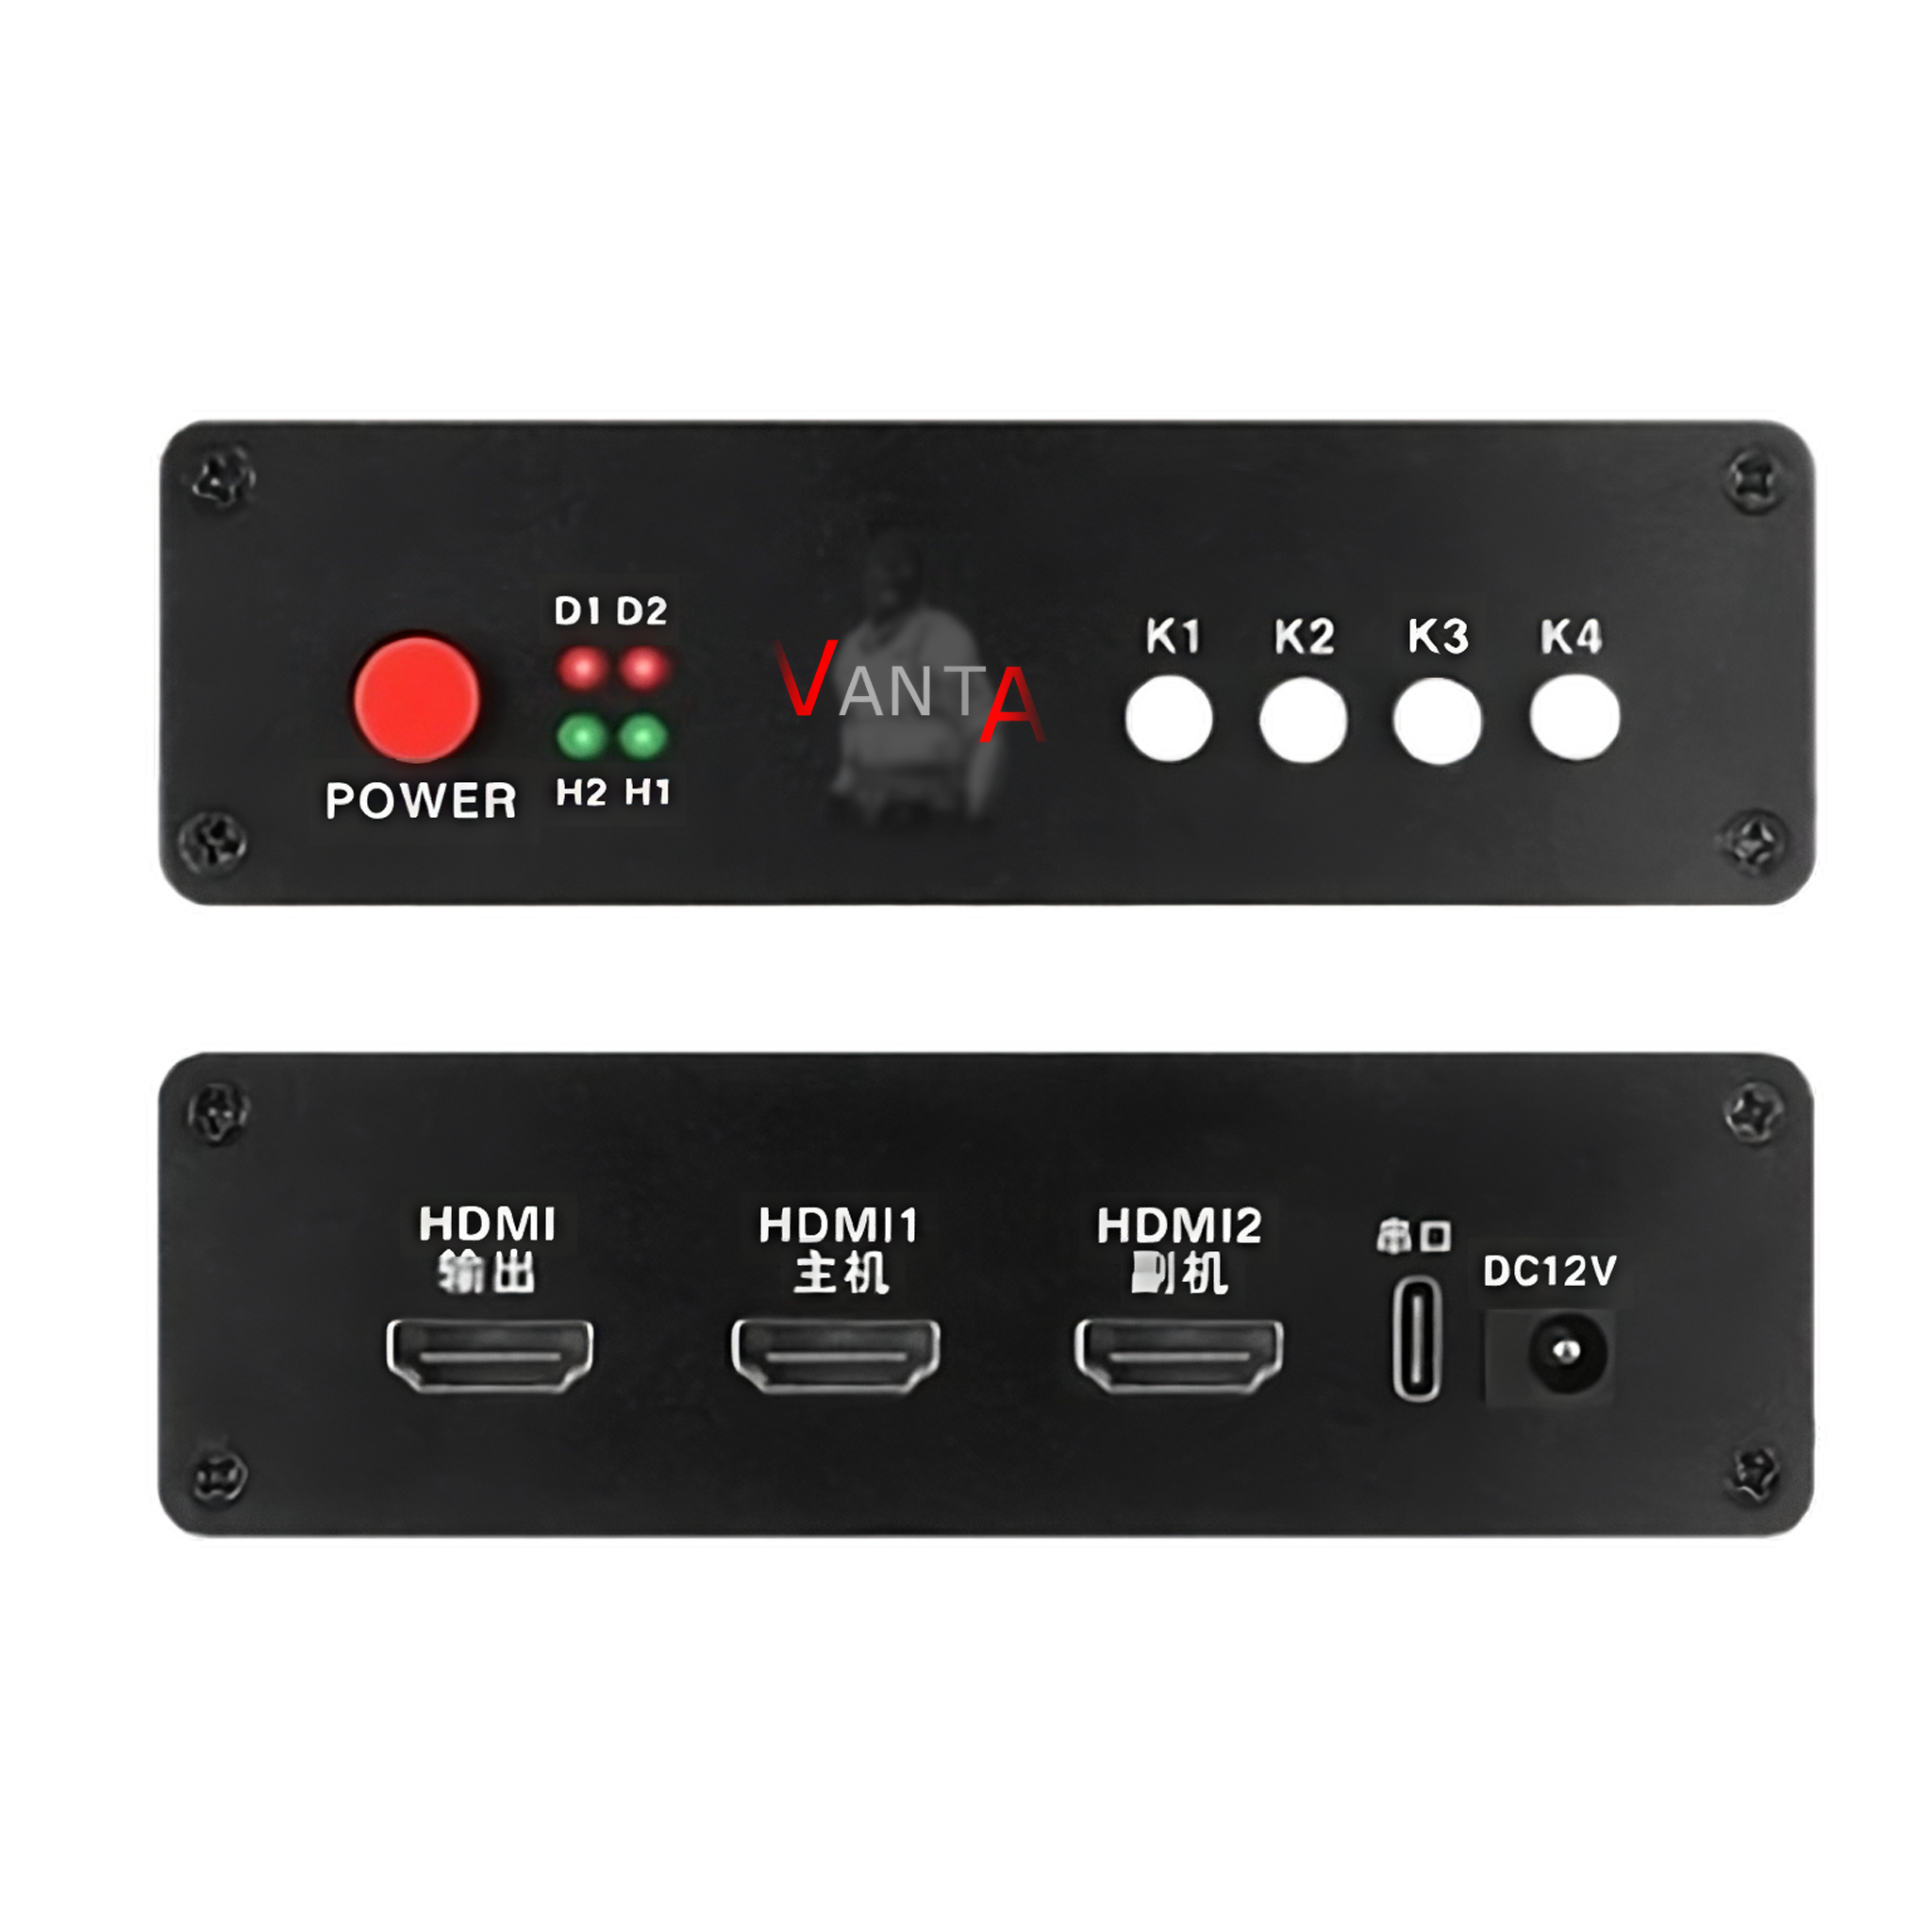 D1 D2
POWER
H2 H1
VANTA
K1 K2 K3 K4
HDMI
输出
HDMI1
主机
HDMI2
机
串口
DC12V